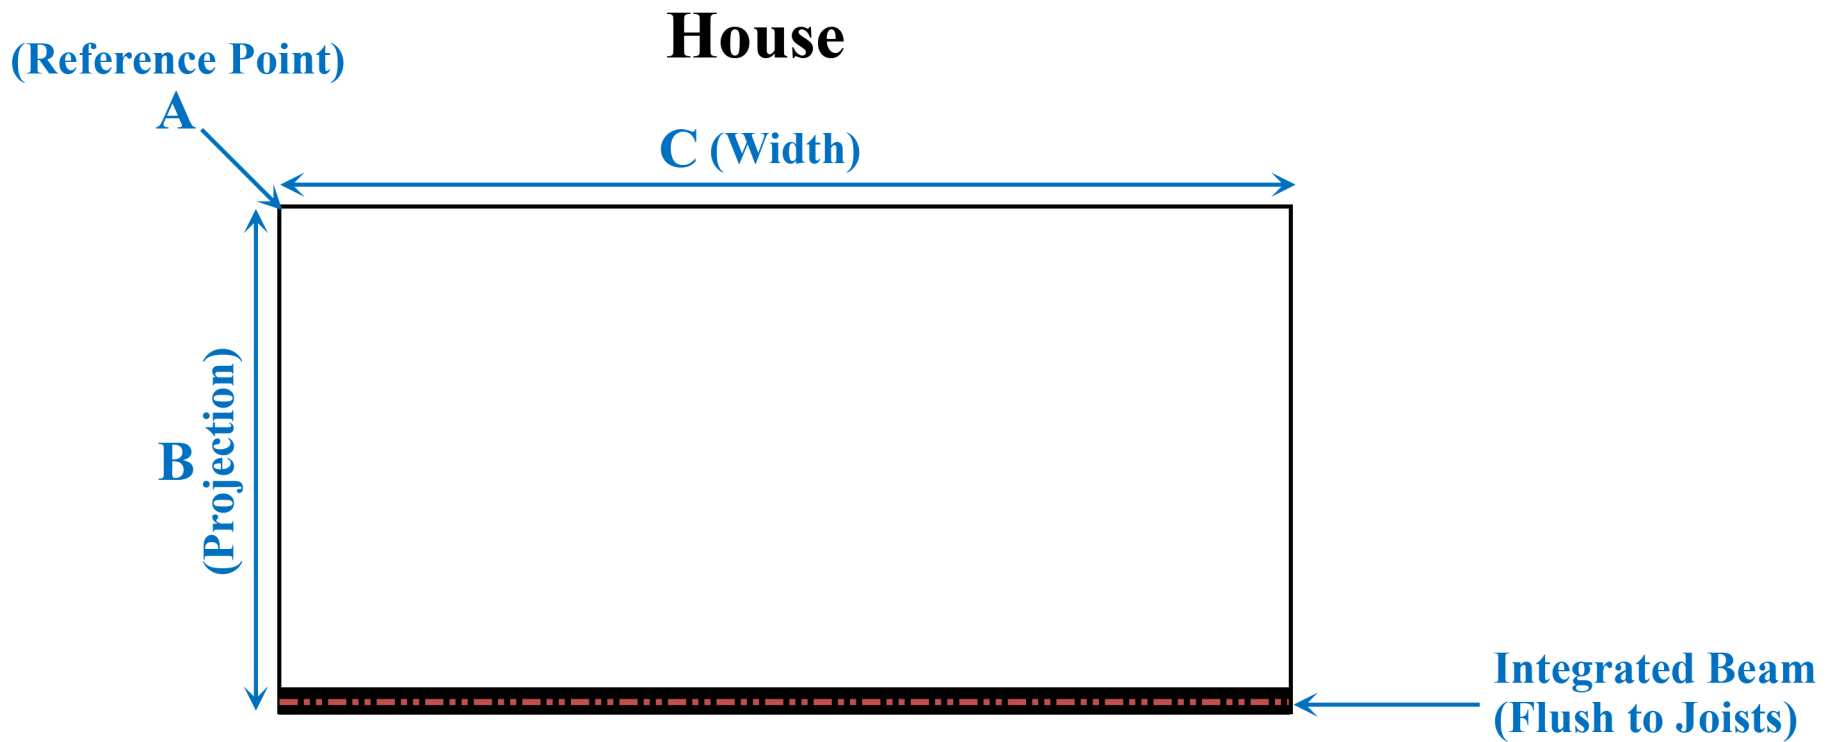 House
(Reference Point)
A
C (Width)
B
(Projection)
Integrated Beam
(Flush to Joists)